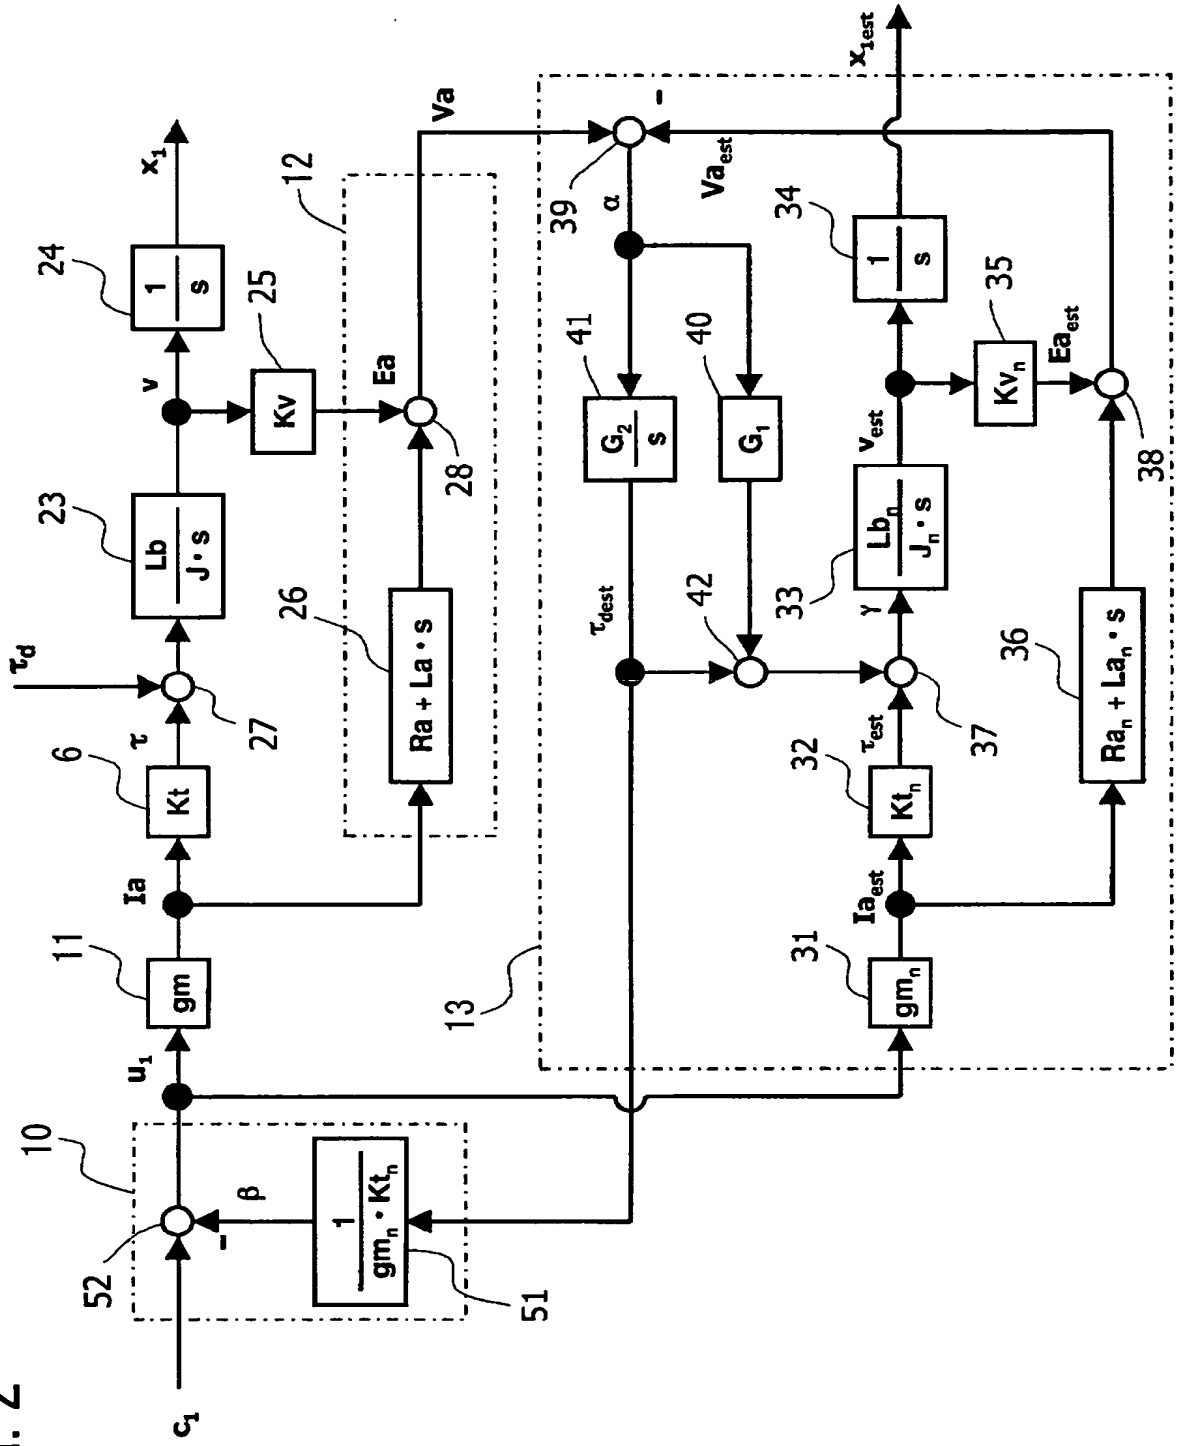 . 2
c₁
52
10
β
1
gmₙ · Ktₙ
51
u₁
11
gm
Ia
6
Kt
τ
τd
27
23
Lb
J · s
v
24
1
s
x₁
25
Kv
Ea
12
26
Ra + La · s
28
Va
13
39
α
Vaest
41
G₂
s
40
G₁
τdest
42
31
gmₙ
Iaest
32
Ktₙ
τest
37
γ
33
Lbₙ
Jₙ · s
vest
34
1
s
x1est
35
Kvₙ
Eaest
36
Raₙ + Laₙ · s
38